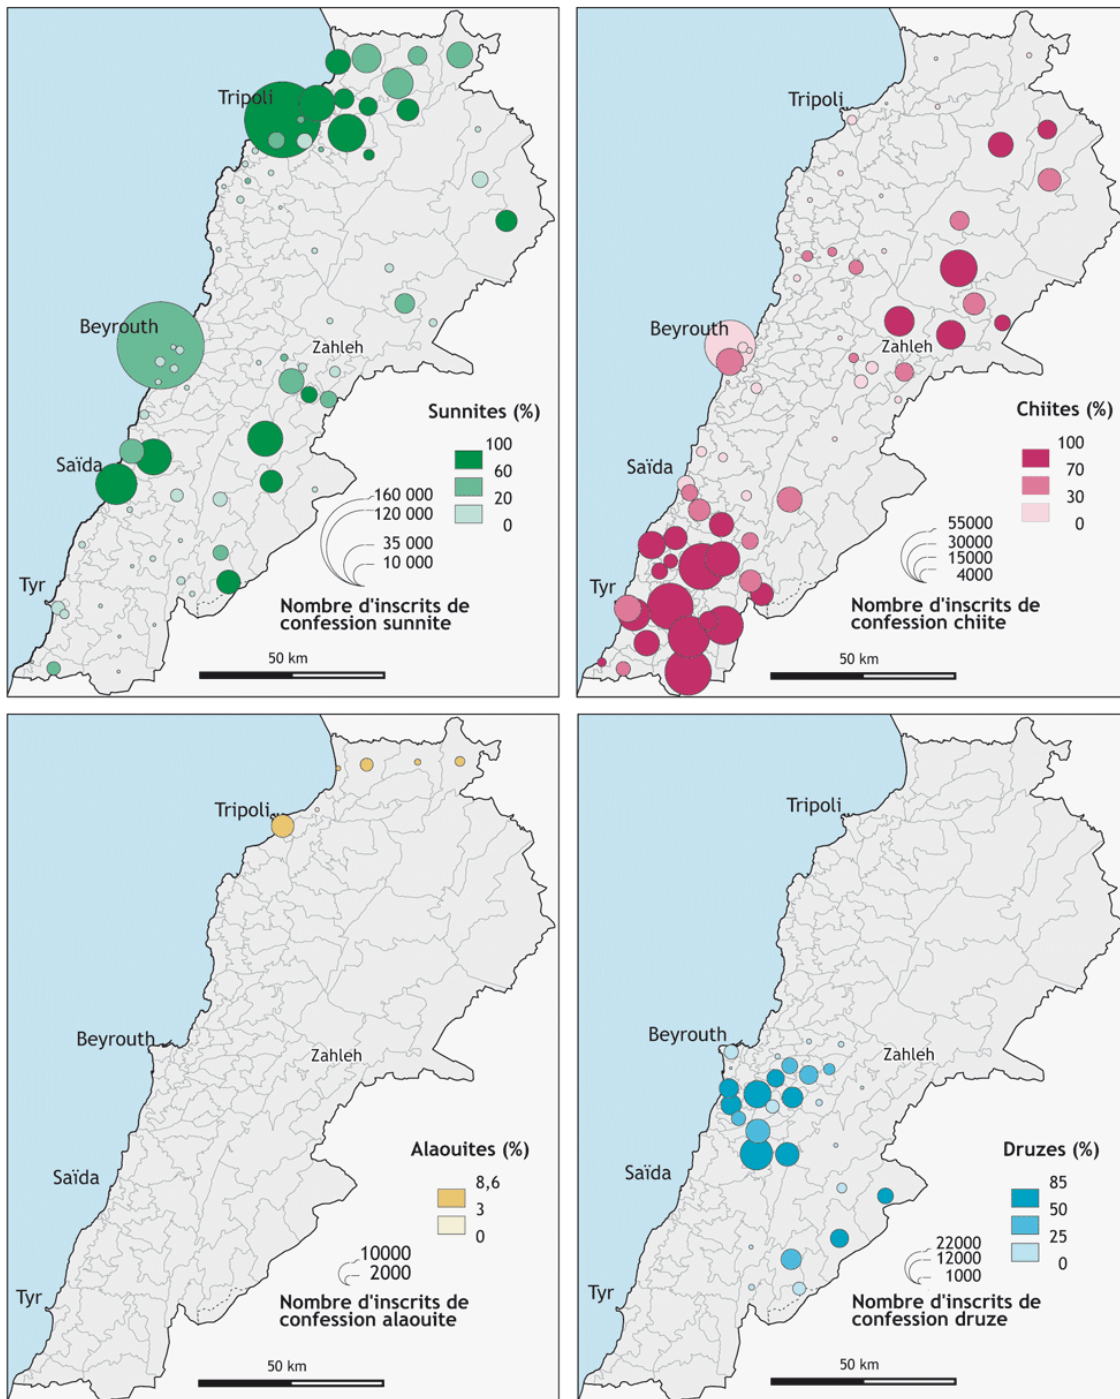 Tripoli
Beyrouth
Zahleh
Saïda
Tyr
Sunnites (%)
100
60
20
0
160 000
120 000
35 000
10 000
Nombre d'inscrits de
confession sunnite
50 km
Tripoli
Beyrouth
Zahleh
Saïda
Tyr
Chiites (%)
100
70
30
0
55000
30000
15000
4000
Nombre d'inscrits de
confession chiite
50 km
Tripoli
Beyrouth
Zahleh
Saïda
Tyr
Alaouites (%)
8,6
3
0
10000
2000
Nombre d'inscrits de
confession alaouite
50 km
Tripoli
Beyrouth
Zahleh
Saïda
Tyr
Druzes (%)
85
50
25
0
22000
12000
1000
Nombre d'inscrits de
confession druze
50 km